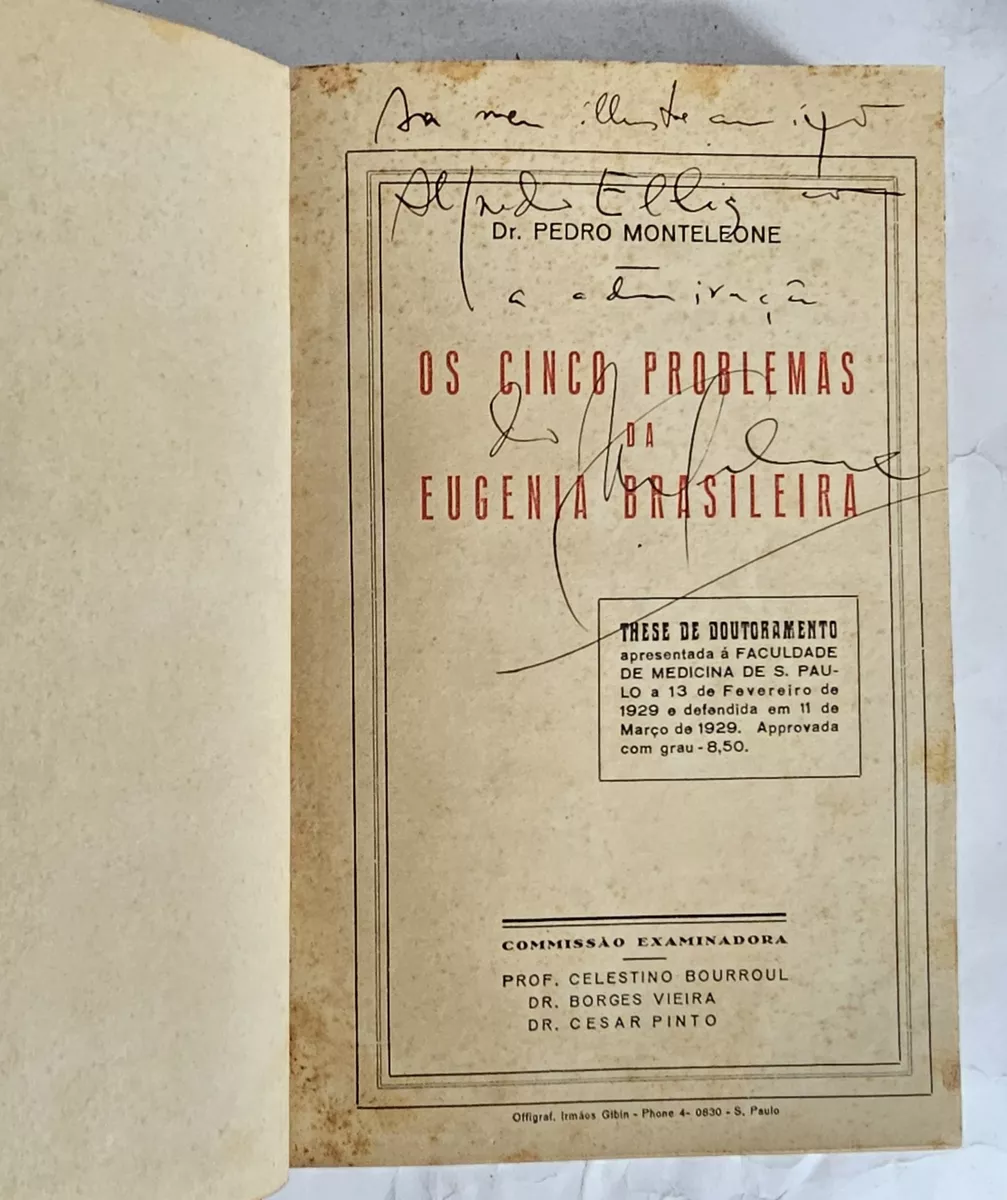 Ao meu illustre amigo
Alfredo Ellis com
Dr. PEDRO MONTELEONE
a admiração
OS CINCO PROBLEMAS
do
DA
EUGENIA BRASILEIRA
THESE DE DOUTORAMENTO
apresentada á FACULDADE
DE MEDICINA DE S. PAU-
LO a 13 de Fevereiro de
1929 e defendida em 11 de
Março de 1929. Approvada
com grau - 8,50.
COMMISSÃO EXAMINADORA
PROF. CELESTINO BOURROUL
DR. BORGES VIEIRA
DR. CESAR PINTO
Offigraf. Irmãos Gibin - Phone 4- 0830 - S. Paulo